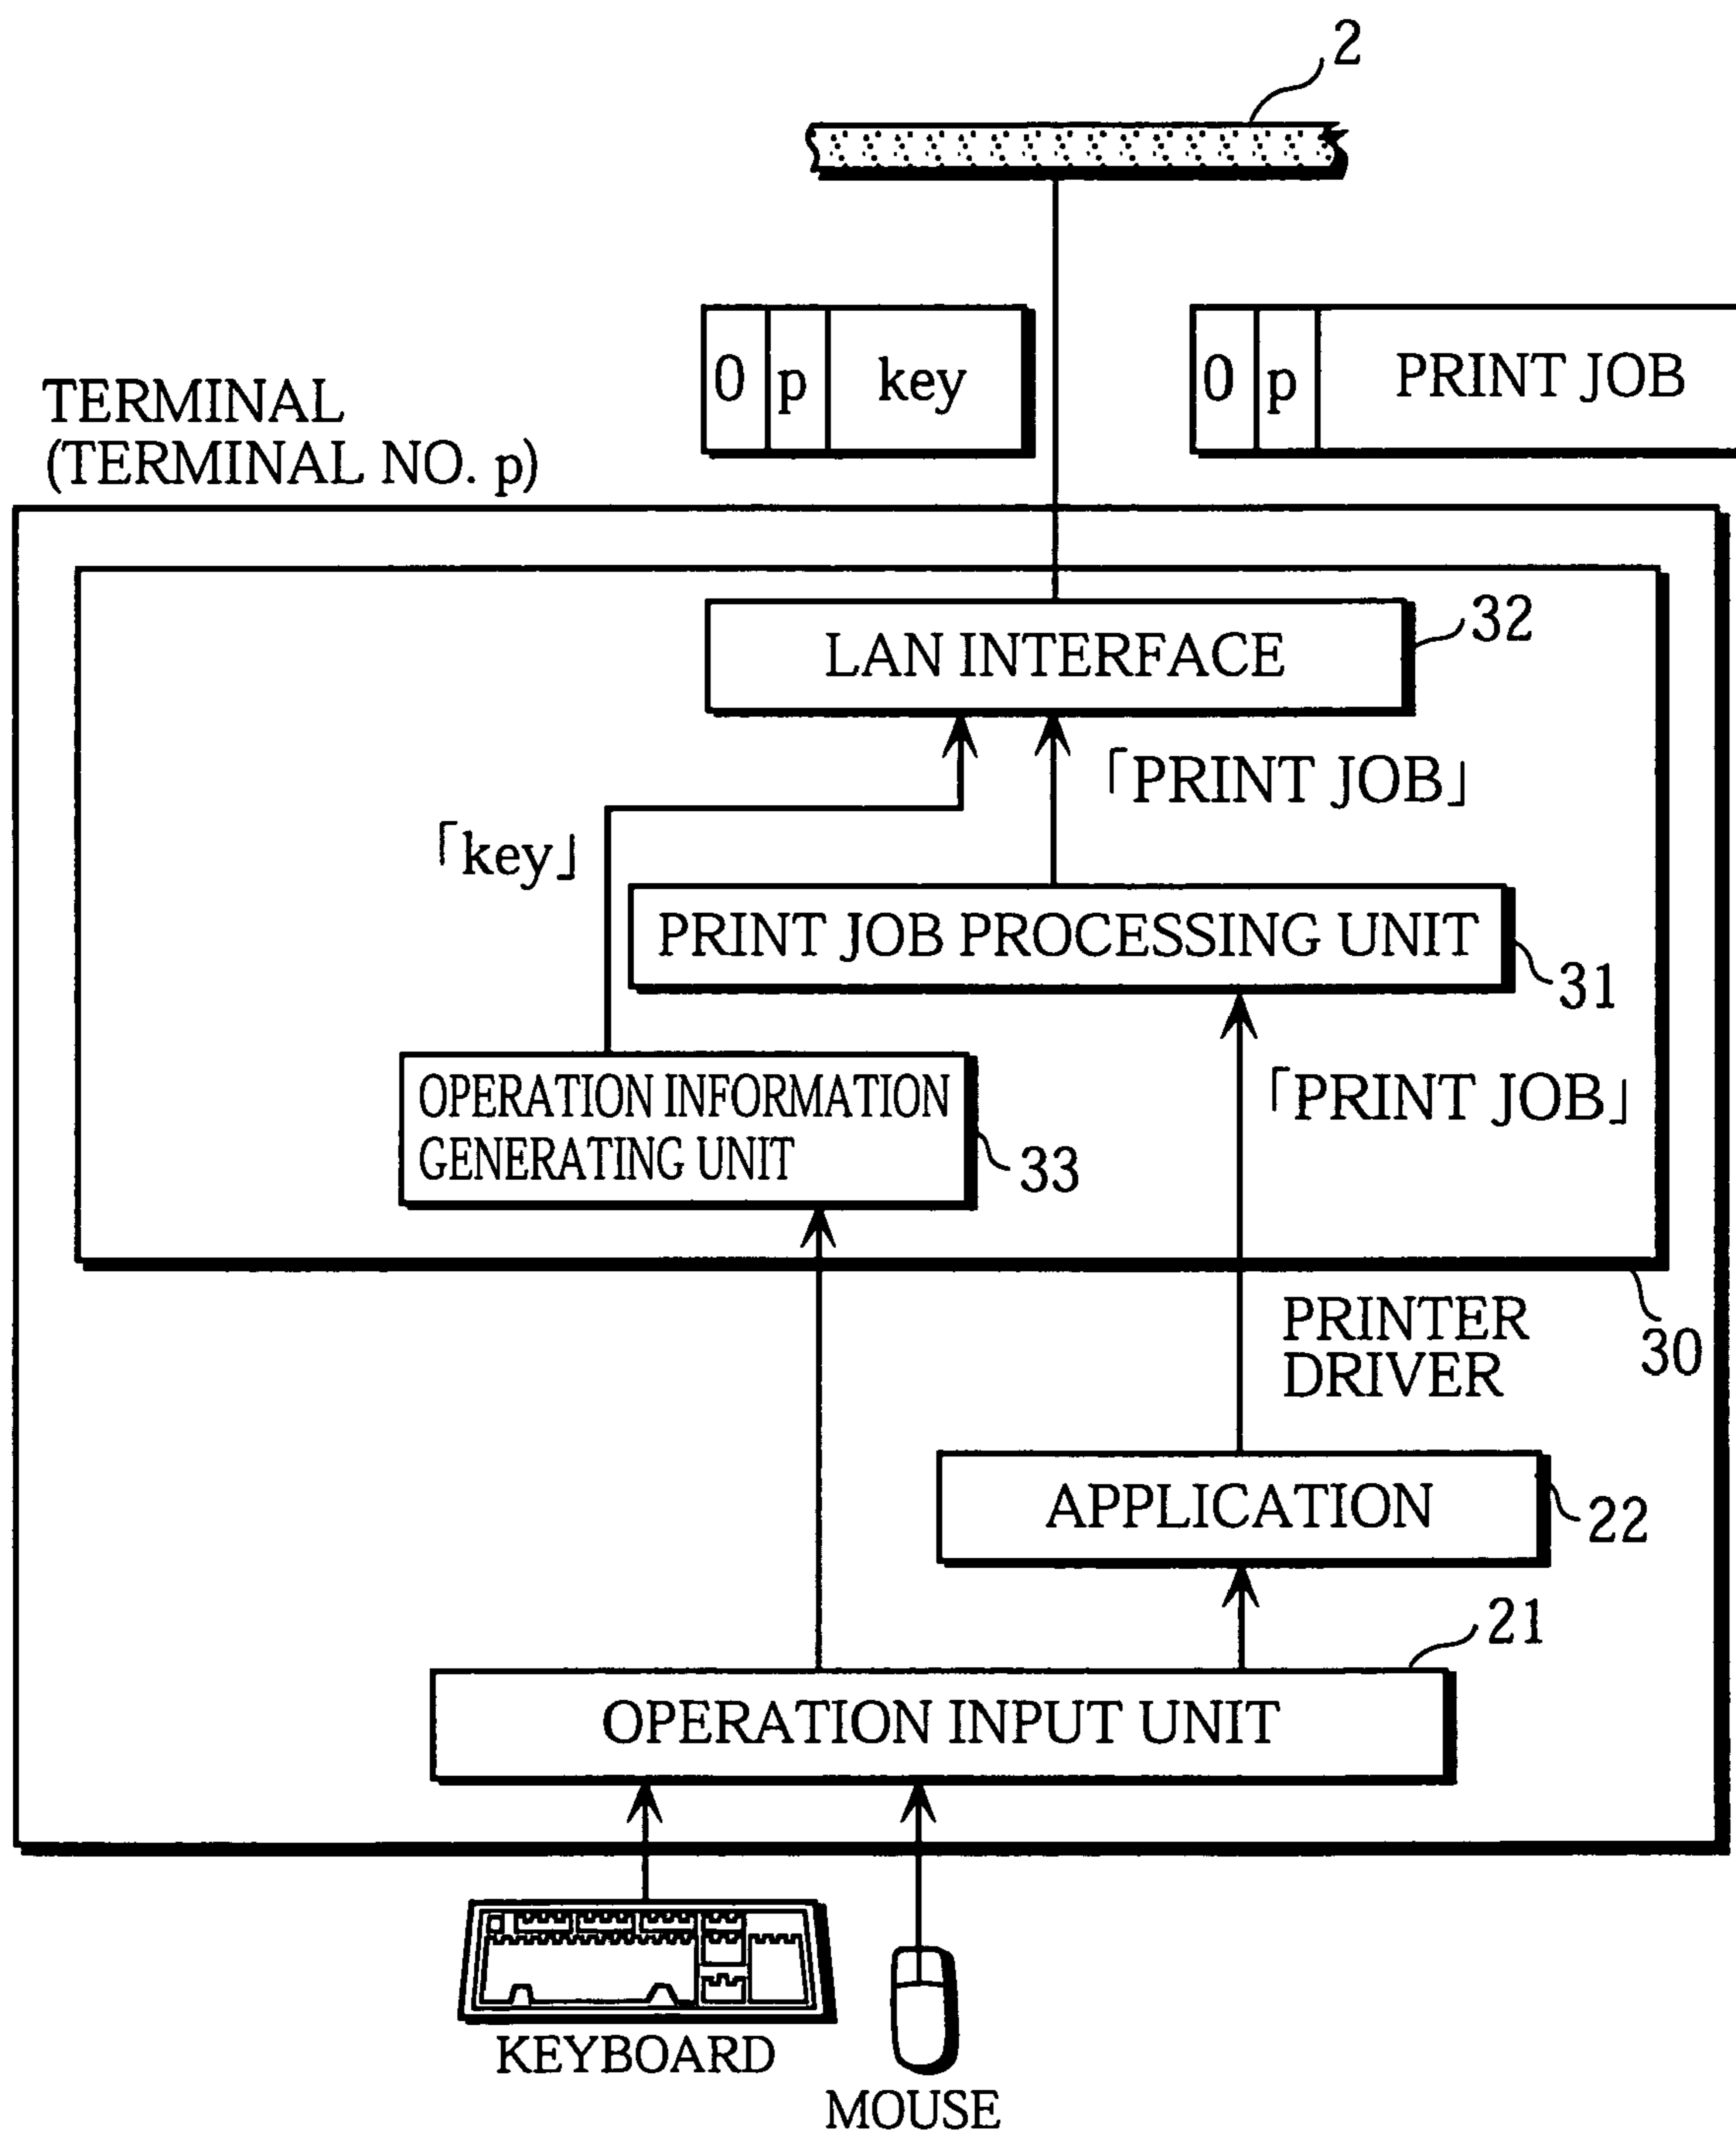 2
0 p key
0 p PRINT JOB
TERMINAL
(TERMINAL NO. p)
LAN INTERFACE
32
「PRINT JOB」
「key」
PRINT JOB PROCESSING UNIT
31
OPERATION INFORMATION
GENERATING UNIT
33
「PRINT JOB」
30
PRINTER
DRIVER
APPLICATION
22
21
OPERATION INPUT UNIT
KEYBOARD
MOUSE